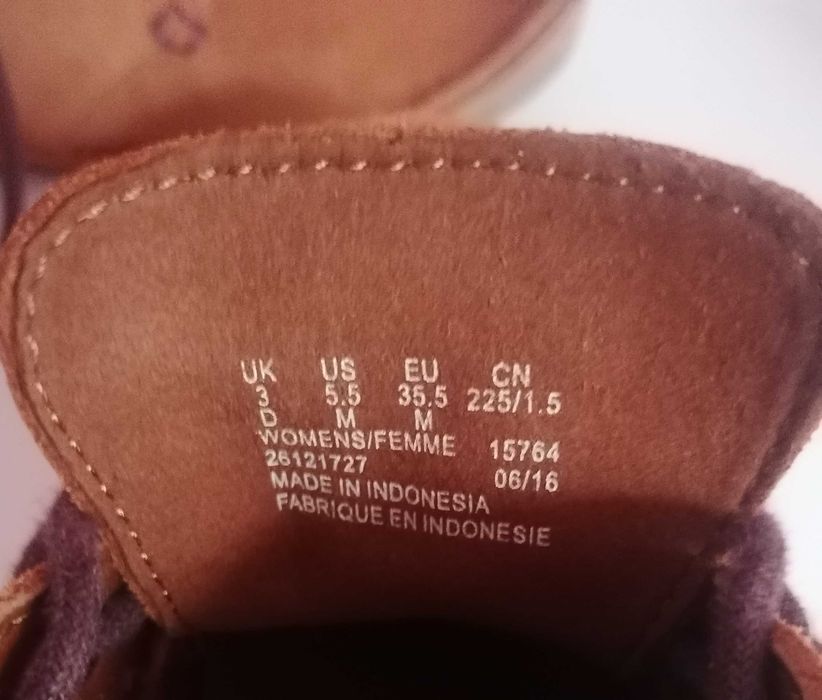 UK US EU CN
3 5.5 35.5 225/1.5
D M M
WOMENS/FEMME 15764
26121727 06/16
MADE IN INDONESIA
FABRIQUE EN INDONESIE